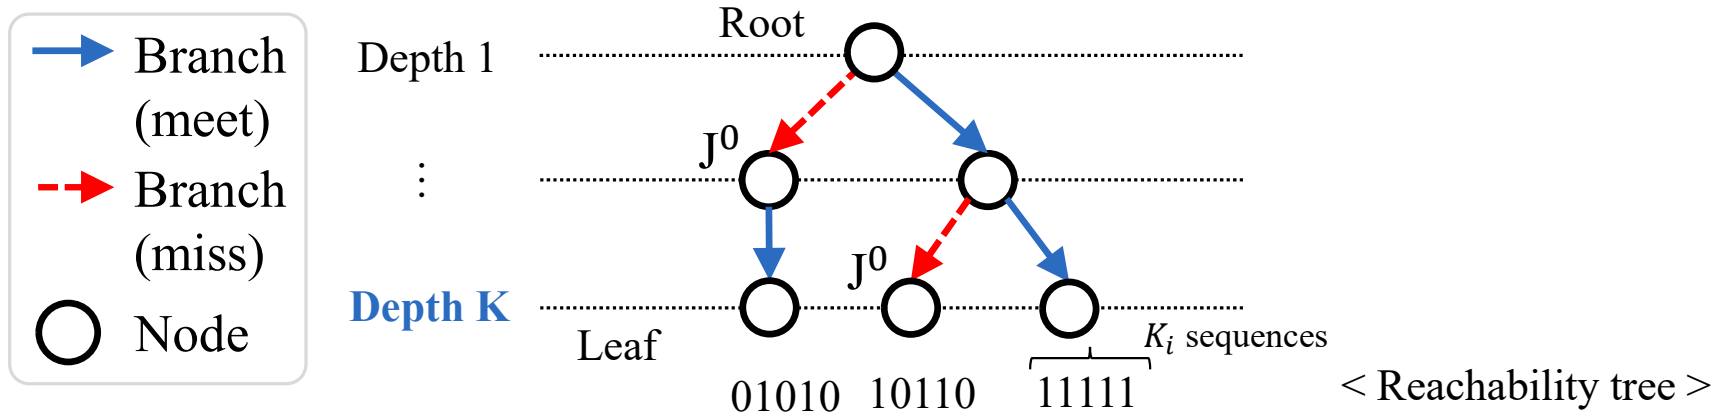 Branch
(meet)
Branch
(miss)
Node
Root
Depth 1
J⁰
⋮
J⁰
Depth K
Leaf
Kᵢ sequences
01010 10110 11111
< Reachability tree >